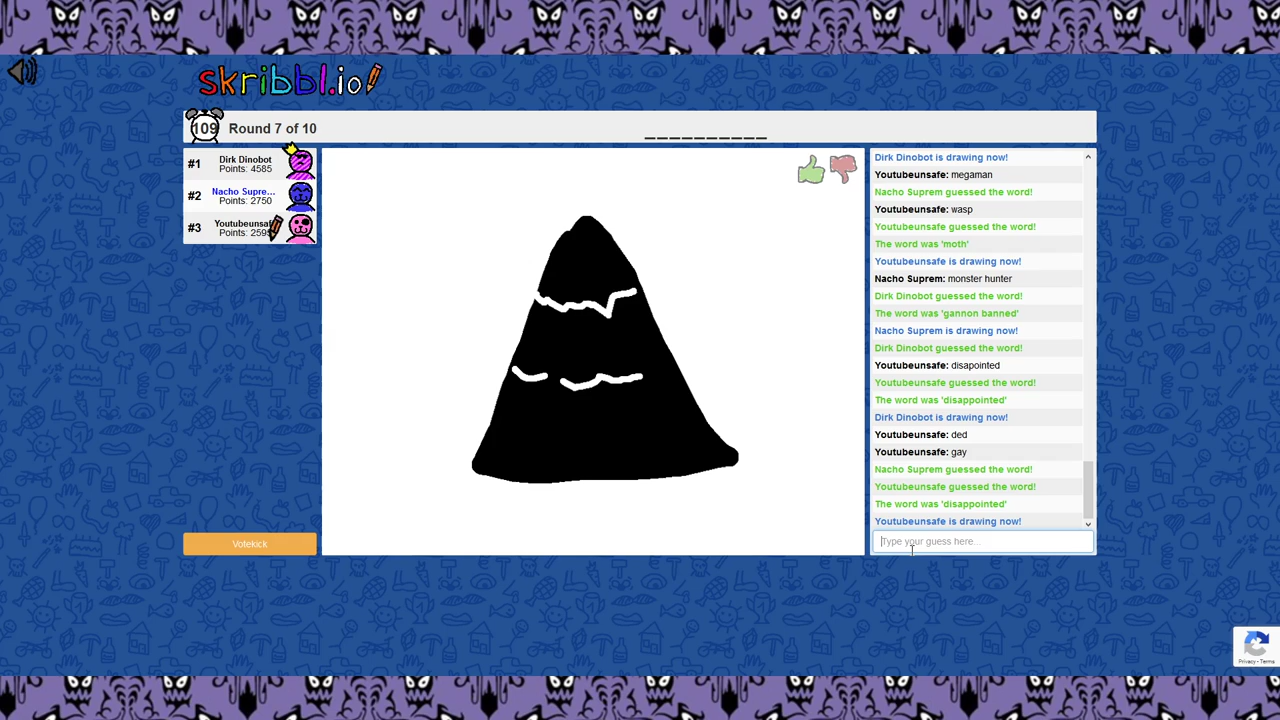 skribbl.io
109
Round 7 of 10
__________
#1
Dirk Dinobot
Points: 4585
#2
Nacho Supre...
Points: 2750
#3
Votekick
Dirk Dinobot is drawing now!
Youtubeunsafe: megaman
Nacho Suprem guessed the word!
Youtubeunsafe: wasp
Youtubeunsafe guessed the word!
The word was 'moth'
Youtubeunsafe is drawing now!
Nacho Suprem: monster hunter
Dirk Dinobot guessed the word!
The word was 'gannon banned'
Nacho Suprem is drawing now!
Dirk Dinobot guessed the word!
Youtubeunsafe: disapointed
Youtubeunsafe guessed the word!
The word was 'disappointed'
Dirk Dinobot is drawing now!
Youtubeunsafe: ded
Youtubeunsafe: gay
Nacho Suprem guessed the word!
Youtubeunsafe guessed the word!
The word was 'disappointed'
Youtubeunsafe is drawing now!
Type your guess here...
Privacy - Terms